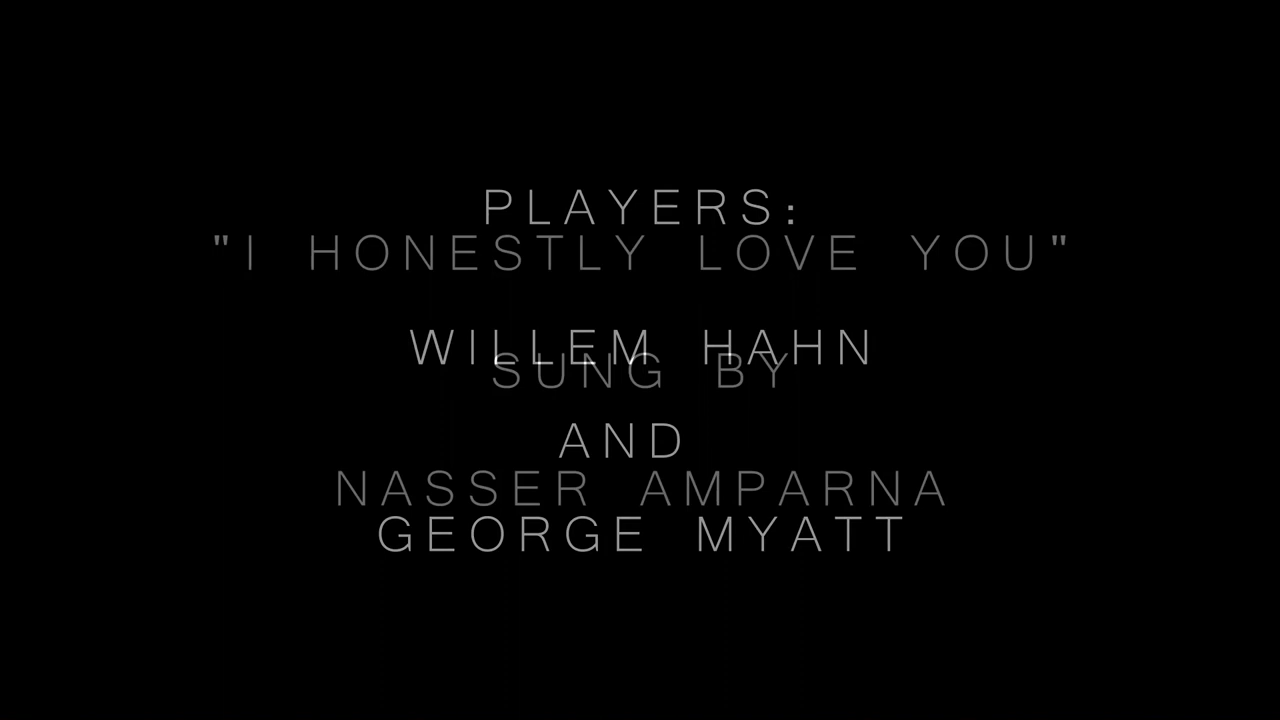 PLAYERS:
"I HONESTLY LOVE YOU"
WILLEM HAHN
SUNG BY
AND
NASSER AMPARNA
GEORGE MYATT